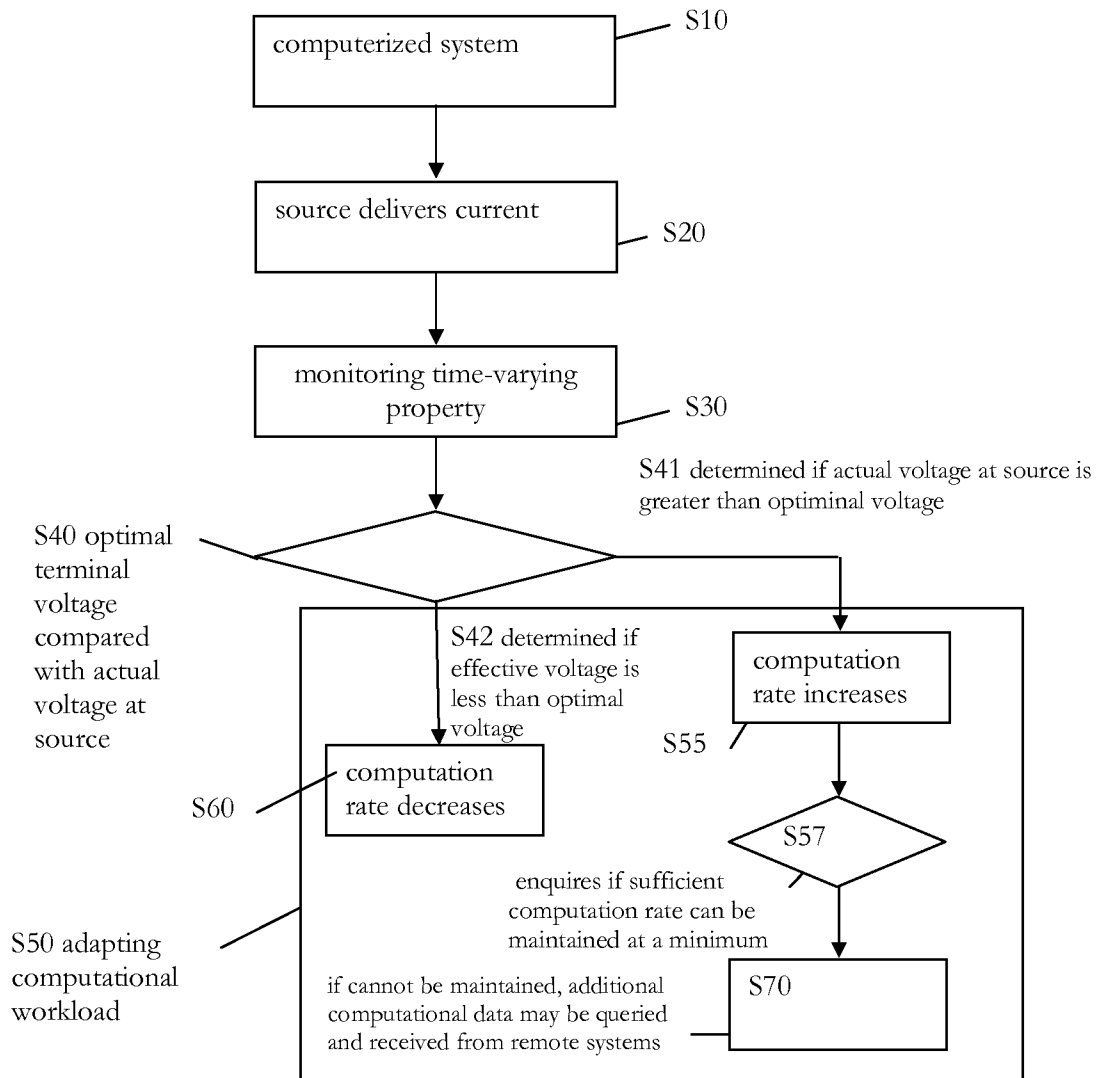 computerized system
S10
source delivers current
S20
monitoring time-varying
property
S30
S41 determined if actual voltage at source is
greater than optiminal voltage
S40 optimal
terminal
voltage
compared
with actual
voltage at
source
S42 determined if
effective voltage is
less than optimal
voltage
computation
rate increases
S55
computation
rate decreases
S60
S57
enquires if sufficient
computation rate can be
maintained at a minimum
S50 adapting
computational
workload
S70
if cannot be maintained, additional
computational data may be queried
and received from remote systems